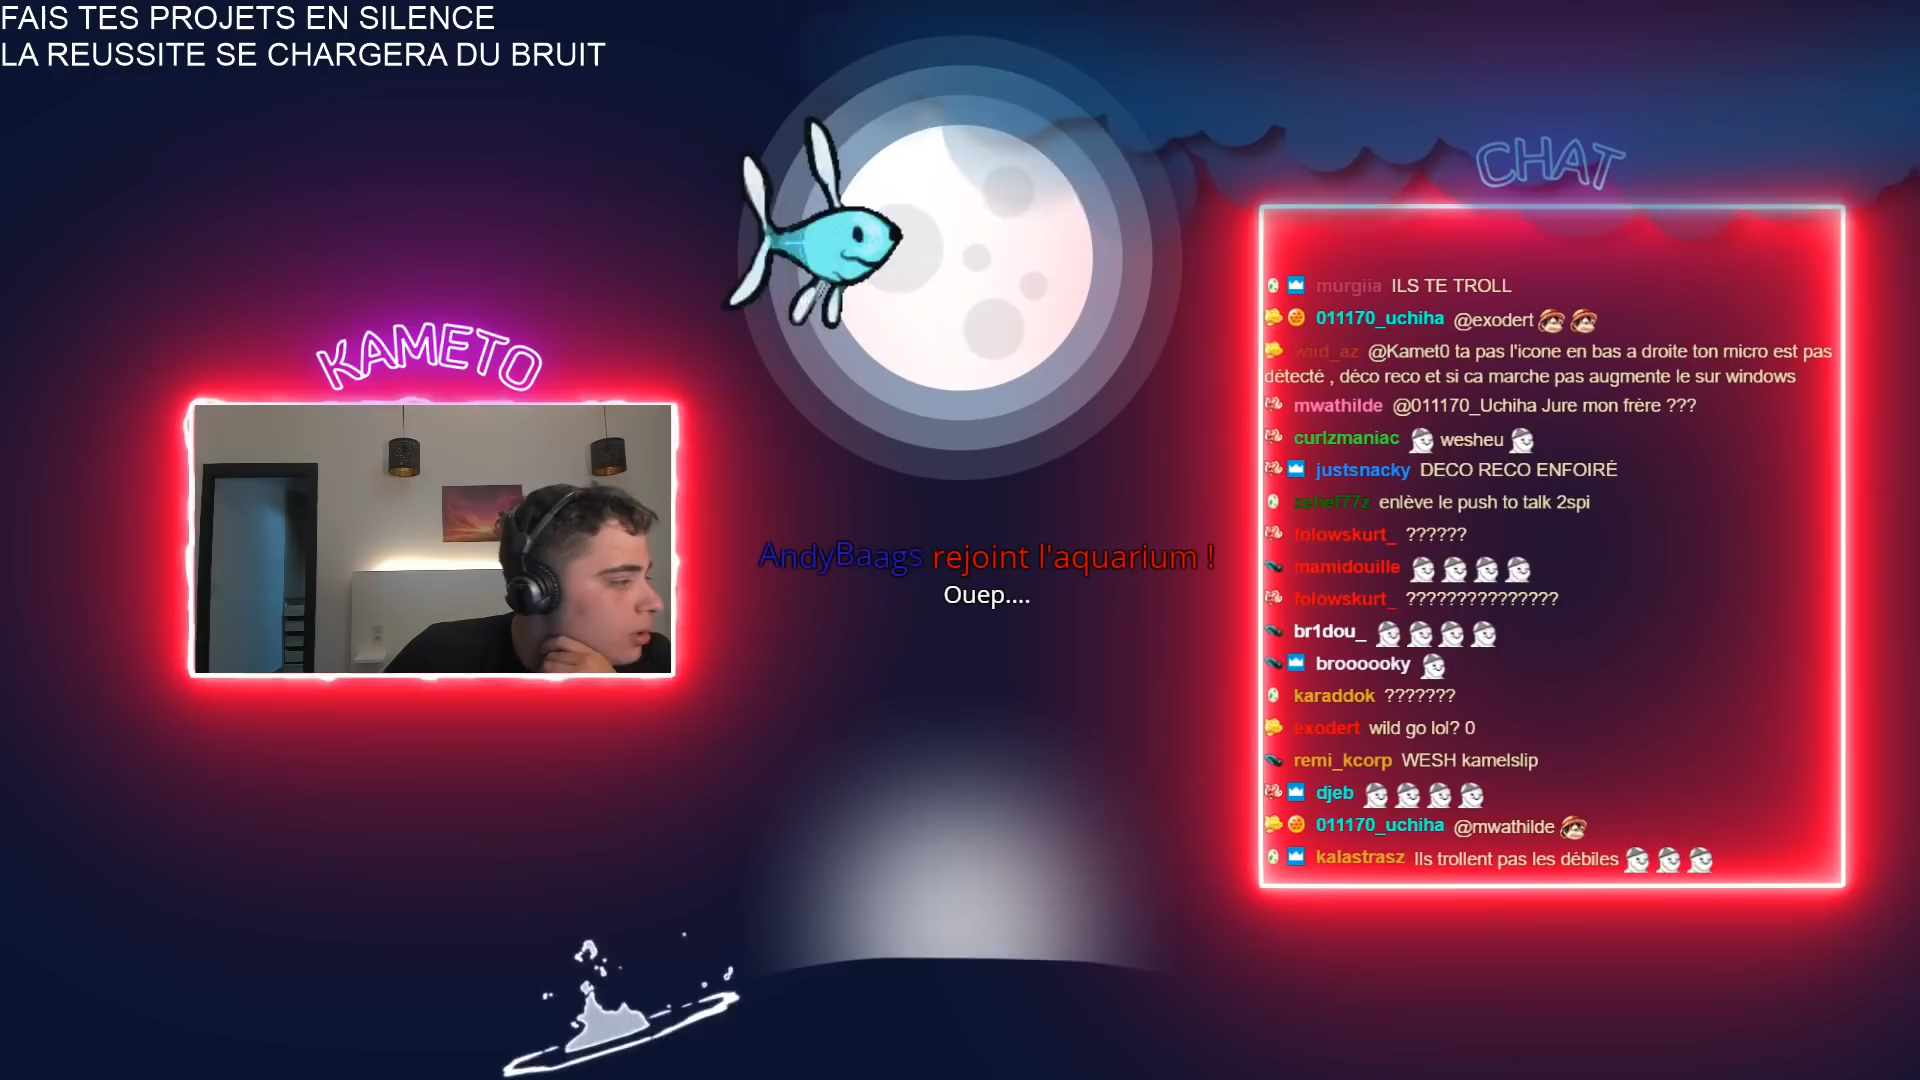 FAIS TES PROJETS EN SILENCE
LA REUSSITE SE CHARGERA DU BRUIT
KAMETO
AndyBaags rejoint l'aquarium !
Ouep....
CHAT
murgiia ILS TE TROLL
011170_uchiha @exodert
wiid_az @Kamet0 ta pas l'icone en bas a droite ton micro est pas
détecté , déco reco et si ca marche pas augmente le sur windows
mwathilde @011170_Uchiha Jure mon frère ???
curlzmaniac wesheu
justsnacky DECO RECO ENFOIRÉ
zehef77z enlève le push to talk 2spi
folowskurt_ ??????
mamidouille
folowskurt_ ???????????????
br1dou_
broooooky
karaddok ???????
exodert wild go lol? 0
remi_kcorp WESH kamelslip
djeb
011170_uchiha @mwathilde
kalastrasz Ils trollent pas les débiles